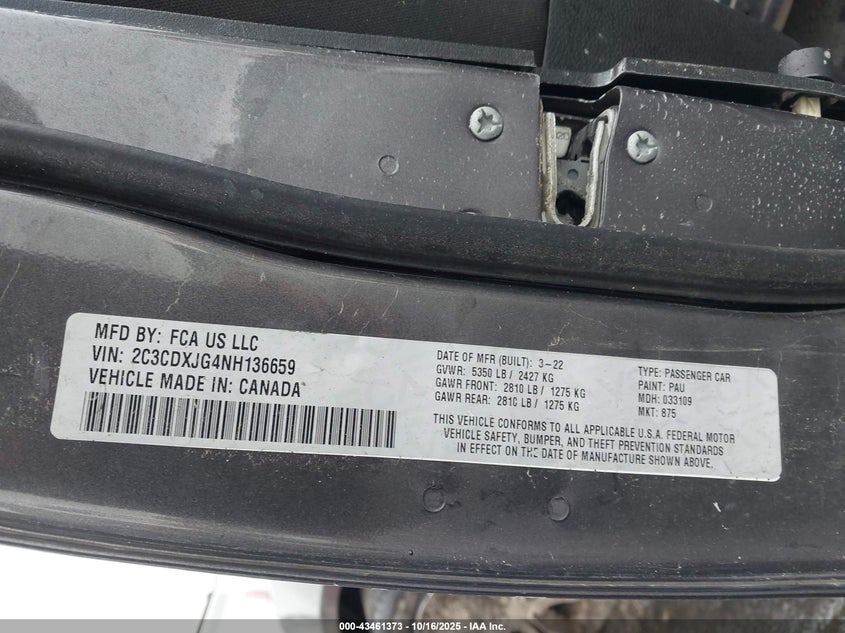 MFD BY: FCA US LLC
VIN: 2C3CDXJG4NH136659
VEHICLE MADE IN: CANADA
DATE OF MFR (BUILT): 3-22
GVWR: 5350 LB / 2427 KG
GAWR FRONT: 2810 LB / 1275 KG
GAWR REAR: 2810 LB / 1275 KG
TYPE: PASSENGER CAR
PAINT: PAU
MDH: 033109
MKT: 875
THIS VEHICLE CONFORMS TO ALL APPLICABLE U.S.A. FEDERAL MOTOR
VEHICLE SAFETY, BUMPER, AND THEFT PREVENTION STANDARDS
IN EFFECT ON THE DATE OF MANUFACTURE SHOWN ABOVE.
000-43461373 - 10/16/2025 - IAA Inc.